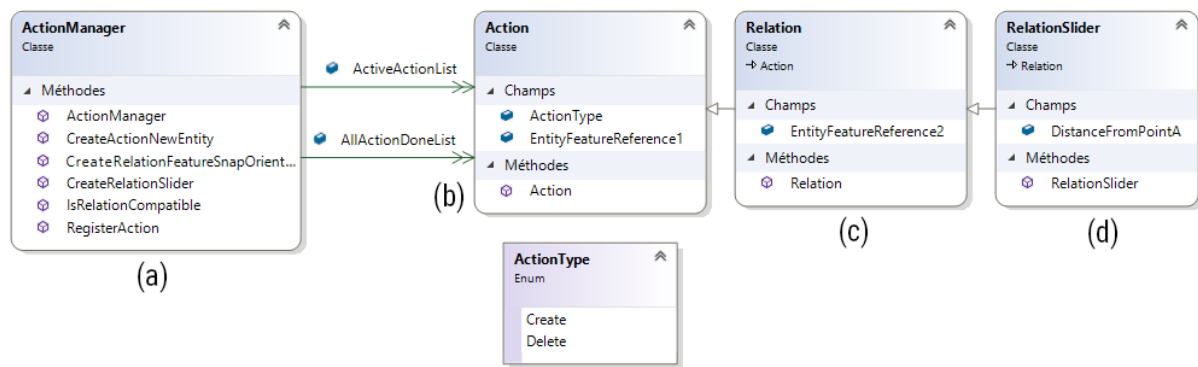 ActionManager
Classe
Méthodes
ActionManager
CreateActionNewEntity
CreateRelationFeatureSnapOrient...
CreateRelationSlider
IsRelationCompatible
RegisterAction
(a)
ActiveActionList
AllActionDoneList
Action
Classe
Champs
ActionType
EntityFeatureReference1
Méthodes
Action
(b)
Relation
Classe
Action
Champs
EntityFeatureReference2
Méthodes
Relation
(c)
RelationSlider
Classe
Relation
Champs
DistanceFromPointA
Méthodes
RelationSlider
(d)
ActionType
Enum
Create
Delete